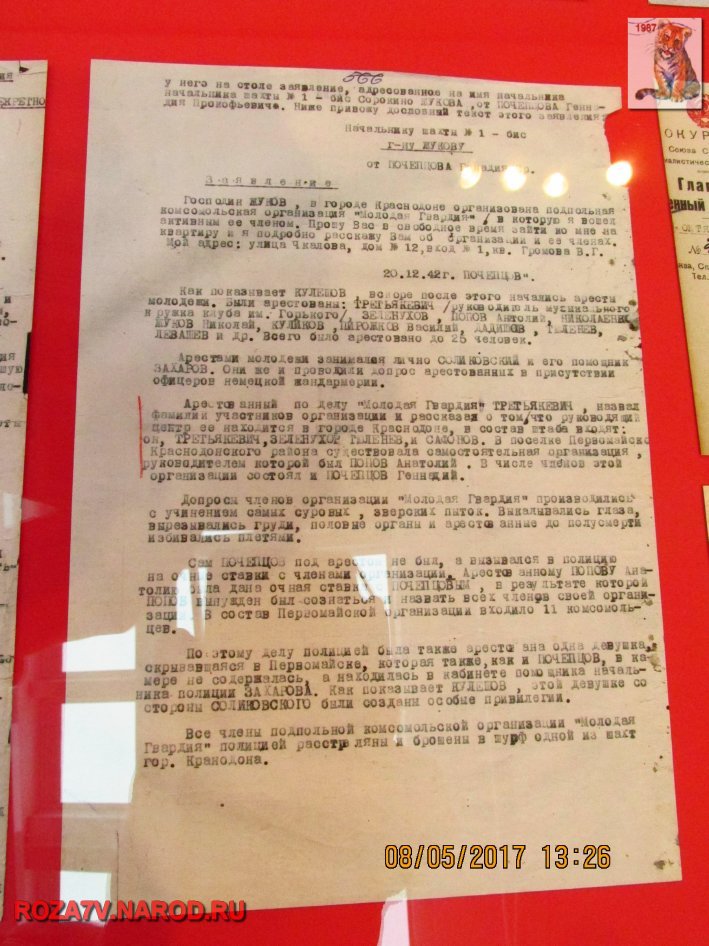 1987
566
у него на столе заявление, адресованное на имя начальника
начальника шахты № 1 - бис Сорокино ЖУКОВА, от ПОЧЕПЦОВА Генна-
дия Прокофьевича. Ниже привожу дословный текст этого заявления:
Начальнику шахты № 1 - бис
г-ну ЖУКОВУ
от ПОЧЕПЦОВА
З а я в л е н и е
Господин ЖУКОВ, в городе Краснодоне организована подпольная
комсомольская организация "Молодая Гвардия", в которую я вошел
активным ее членом. Прошу Вас в свободное время зайти ко мне на
квартиру и я подробно расскажу Вам об организации и ее членах.
Мой адрес: улица Чкалова, дом № 12, вход № 1, кв. Громова В.Г.
20.12.42г. ПОЧЕПЦОВ".
Как показывает КУЛЕШОВ вскоре после этого начались аресты
молодежи. Были арестованы: ТРЕТЬЯКЕВИЧ /руководитель музыкального
кружка клуба им. Горького/, ЗЕЛЕНУХОВ, ПОПОВ Антолий, НИКОЛАЕНКО
ЖУКОВ Николай, КУЛИКОВ, ПИРОЖКОВ Василий, ДАДЫШОВ, ТЮЛЕНЕВ,
ЛЕВАШЕВ и др. Всего было арестовано до 25 человек.
Арестами молодежи занимался лично СОЛИКОВСКИЙ и его помощник
ЗАХАРОВ. Они же и проводили допрос арестованных в присутствии
офицеров немецкой жандармерии.
Арестованный по делу "Молодая Гвардия" ТРЕТЬЯКЕВИЧ, назвал
фамилии участников организации и рассказал о том, что руководящий
центр ее находится в городе Краснодоне, в состав штаба входят:
он, ТРЕТЬЯКЕВИЧ, ЗЕЛЕНУХОВ, ТЮЛЕНЕВ, и САФОНОВ. В поселке Первомайск
Краснодонского района существовала самостоятельная организация,
руководителем которой был ПОПОВ Анатолий. В числе членов этой
организации состоял и ПОЧЕПЦОВ Геннадий.
Допросы членов организации "Молодая Гвардия" производились
с учинением самых суровых, зверских пыток. Выкалывались глаза,
вырезывались груди, половые органы и арестованные до полусмерти
избивались плетями.
Сам ПОЧЕПЦОВ под арестом не был, а вызывался в полицию
на очные ставки с членами организации. Арестованному ПОПОВУ Ана-
толию была дана очная ставка с ПОЧЕПЦОВЫМ, в результате которой
ПОПОВ вынужден был сознаться и назвать всех членов своей органи-
зации. В состав Первомайской организации входило 11 комсомоль-
цев.
По этому делу полицией была также арестована одна девушка,
скрывавшаяся в Первомайске, которая также, как и ПОЧЕПЦОВ, в ка-
мере не содержалась, а находилась в кабинете помощника началь-
ника полиции ЗАХАРОВА. Как показывает КУЛЕШОВ, этой девушке со
стороны СОЛИКОВСКОГО были созданы особые привилегии.
Все члены подпольной комсомольской организации "Молодая
Гвардия" полицией расстреляны и брошены в шурф одной из шахт
гор. Кранодона.
08/05/2017 13:26
ROZA7V.NAROD.RU